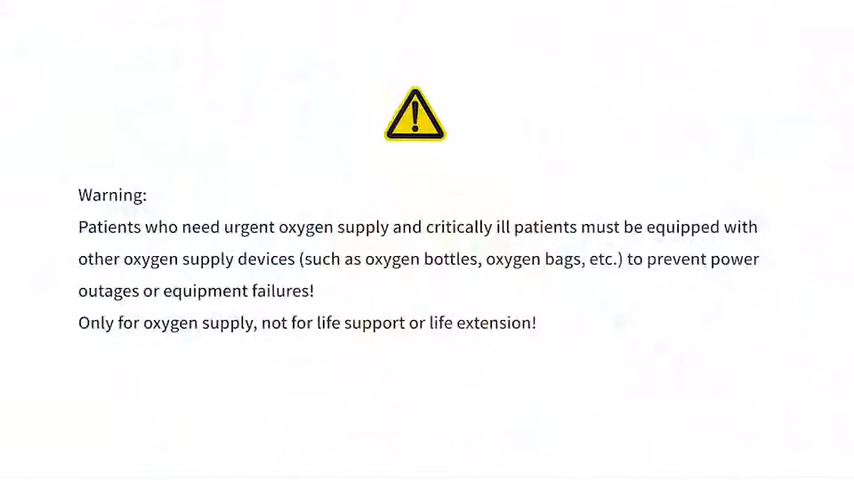 Warning:
Patients who need urgent oxygen supply and critically ill patients must be equipped with
other oxygen supply devices (such as oxygen bottles, oxygen bags, etc.) to prevent power
outages or equipment failures!
Only for oxygen supply, not for life support or life extension!